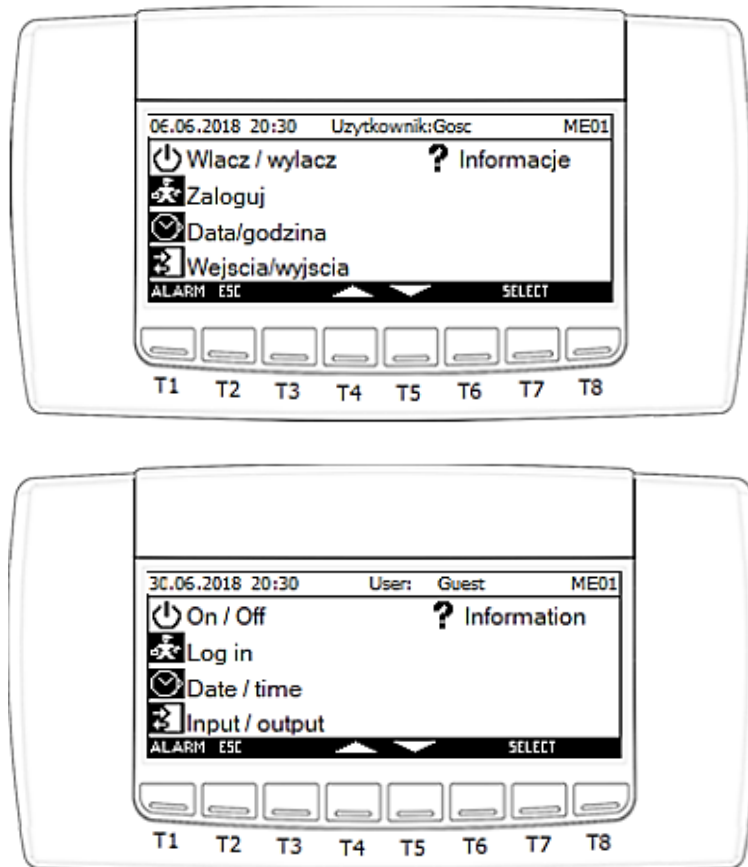 06.06.2018 20:30 Uzytkownik:Gosc ME01
Wlacz / wylacz ? Informacje
Zaloguj
Data/godzina
Wejscia/wyjscia
ALARM ESC SELECT
T1 T2 T3 T4 T5 T6 T7 T8
30.06.2018 20:30 User: Guest ME01
On / Off ? Information
Log in
Date / time
Input / output
ALARM ESC SELECT
T1 T2 T3 T4 T5 T6 T7 T8